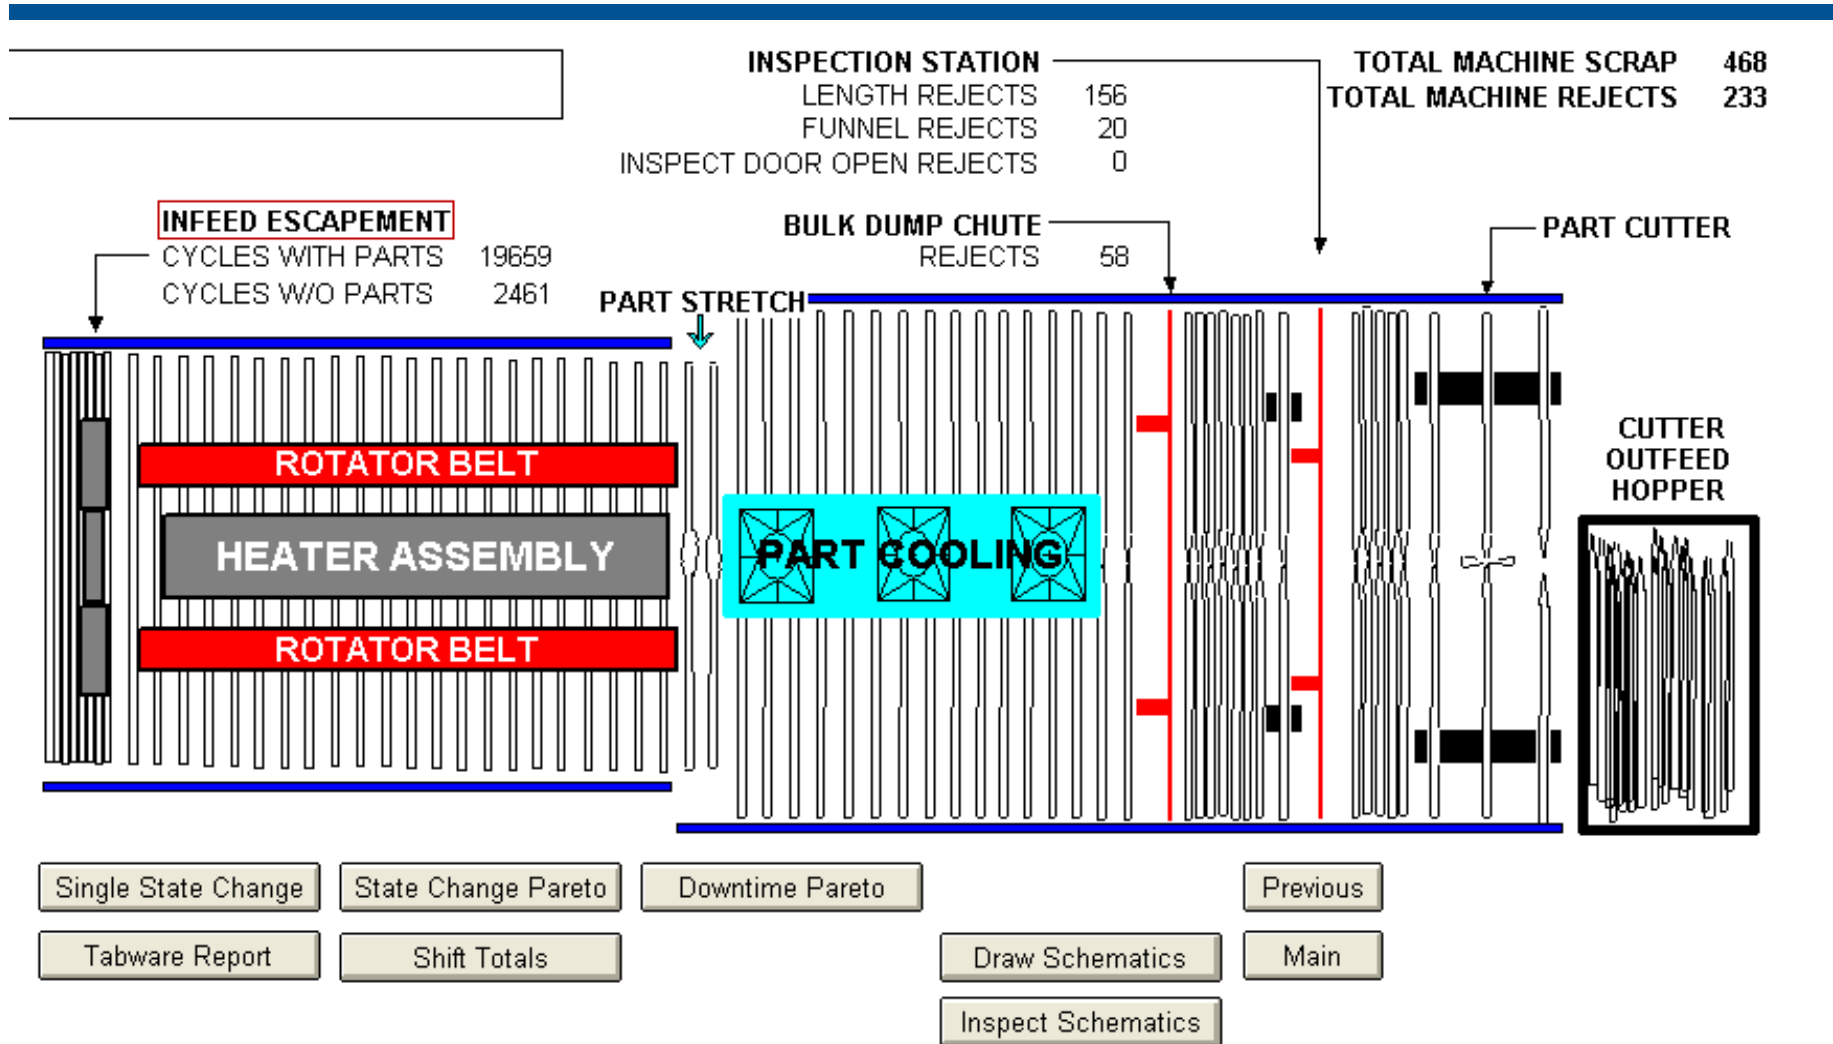 INSPECTION STATION
LENGTH REJECTS 156
FUNNEL REJECTS 20
INSPECT DOOR OPEN REJECTS 0
TOTAL MACHINE SCRAP 468
TOTAL MACHINE REJECTS 233
INFEED ESCAPEMENT
CYCLES WITH PARTS 19659
CYCLES W/O PARTS 2461
BULK DUMP CHUTE
REJECTS 58
PART CUTTER
PART STRETCH
ROTATOR BELT
HEATER ASSEMBLY
ROTATOR BELT
PART COOLING
CUTTER
OUTFEED
HOPPER
Single State Change
State Change Pareto
Downtime Pareto
Previous
Tabware Report
Shift Totals
Draw Schematics
Main
Inspect Schematics